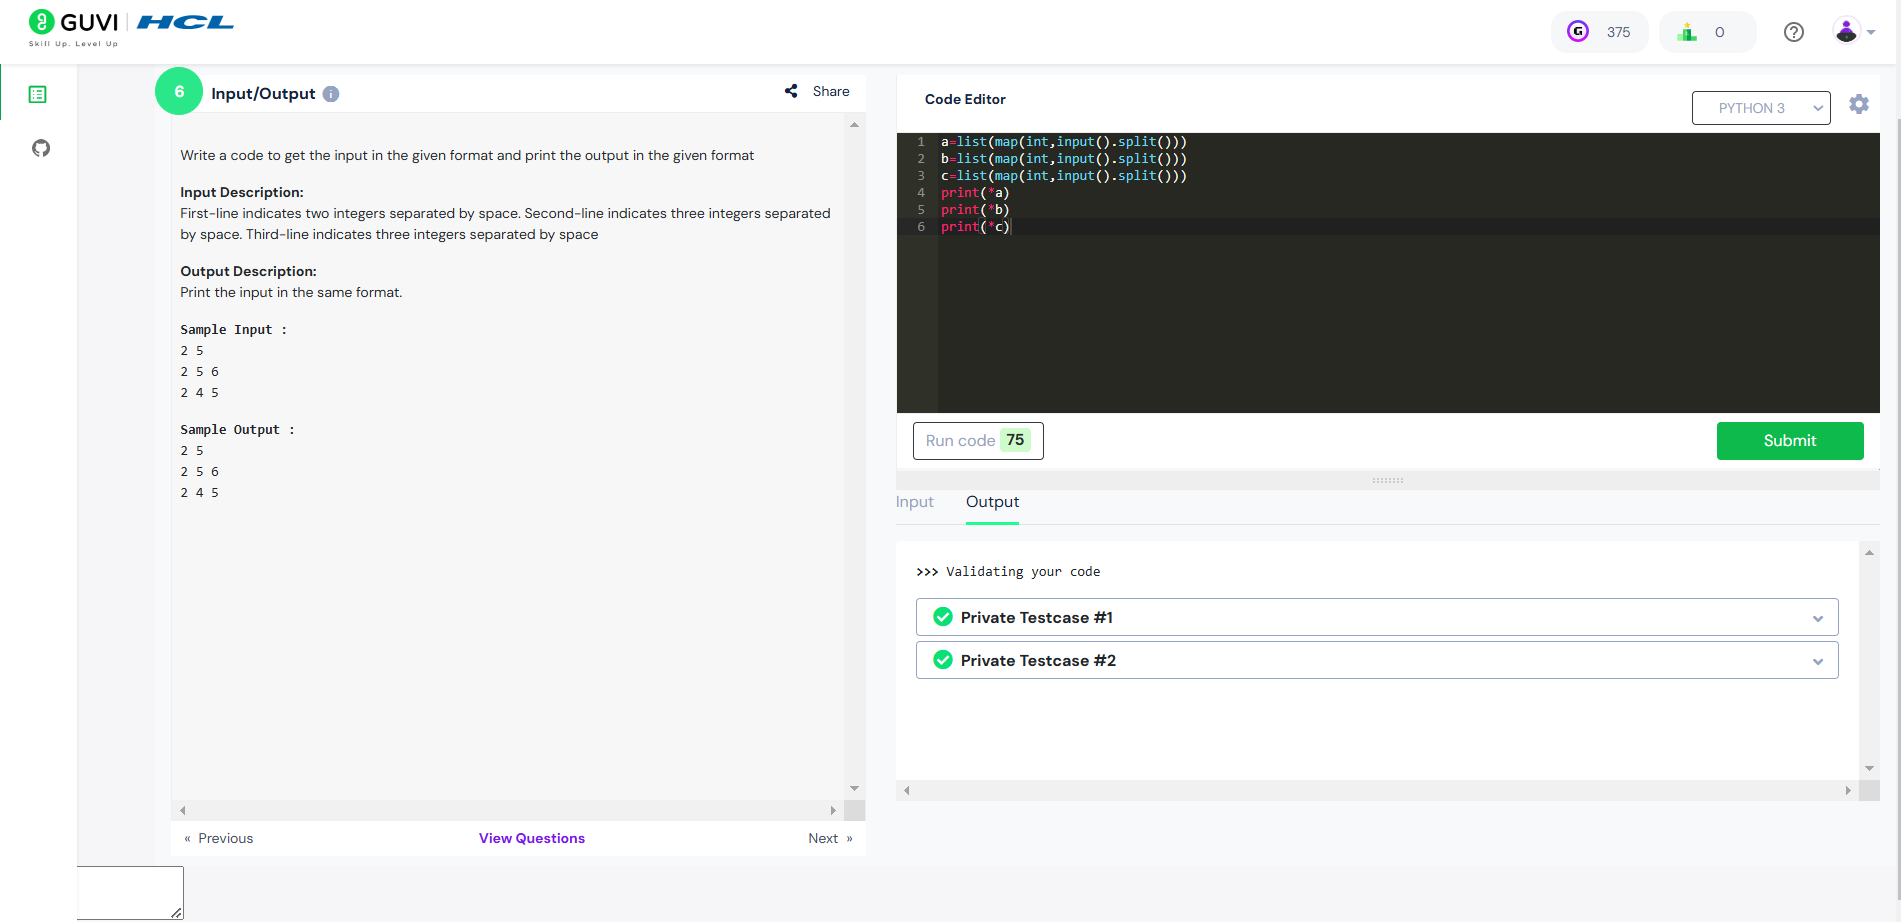 GUVI | HCL
Skill Up. Level Up
G 375
0
6 Input/Output i
Share
Write a code to get the input in the given format and print the output in the given format
Input Description:
First-line indicates two integers separated by space. Second-line indicates three integers separated
by space. Third-line indicates three integers separated by space
Output Description:
Print the input in the same format.
Sample Input :
2 5
2 5 6
2 4 5
Sample Output :
2 5
2 5 6
2 4 5
« Previous
View Questions
Next »
Code Editor
PYTHON 3
1 a=list(map(int,input().split()))
2 b=list(map(int,input().split()))
3 c=list(map(int,input().split()))
4 print(*a)
5 print(*b)
6 print(*c)
Run code 75
Submit
Input
Output
>>> Validating your code
Private Testcase #1
Private Testcase #2